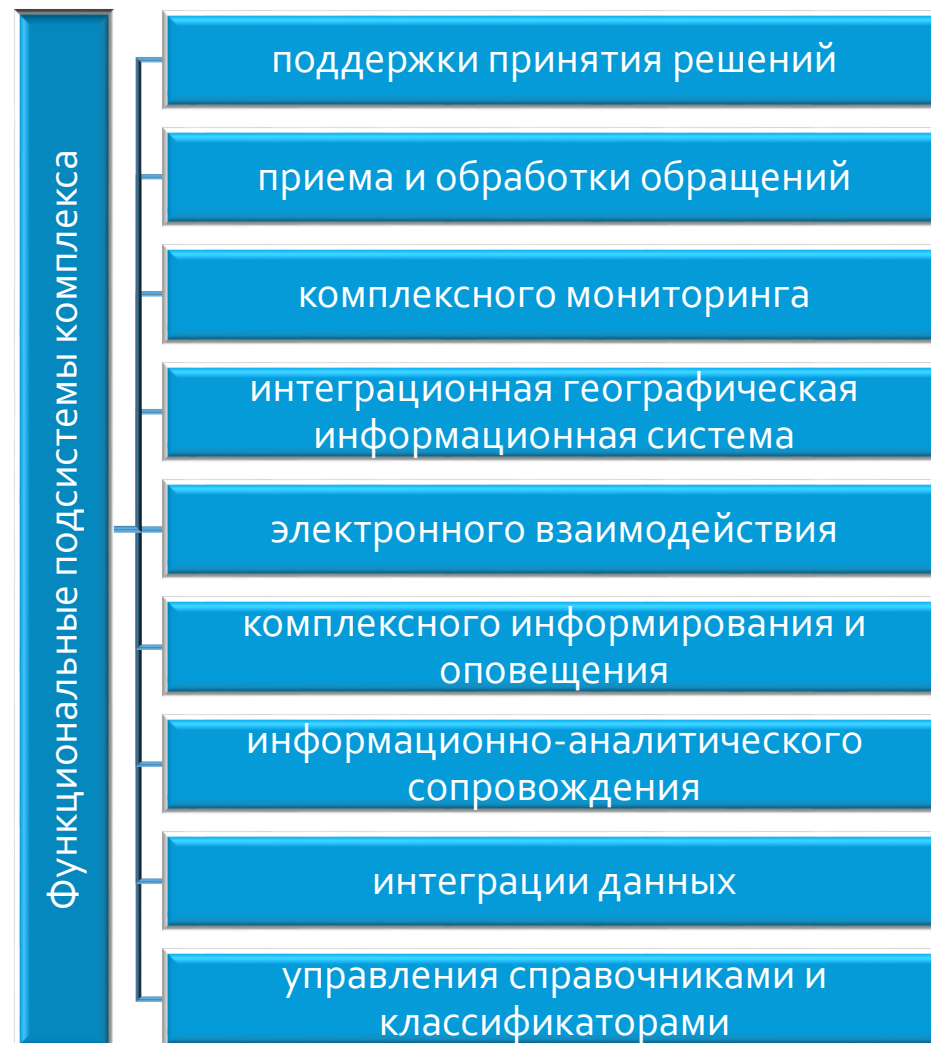 Функциональные подсистемы комплекса
поддержки принятия решений
приема и обработки обращений
комплексного мониторинга
интеграционная географическая
информационная система
электронного взаимодействия
комплексного информирования и
оповещения
информационно-аналитического
сопровождения
интеграции данных
управления справочниками и
классификаторами